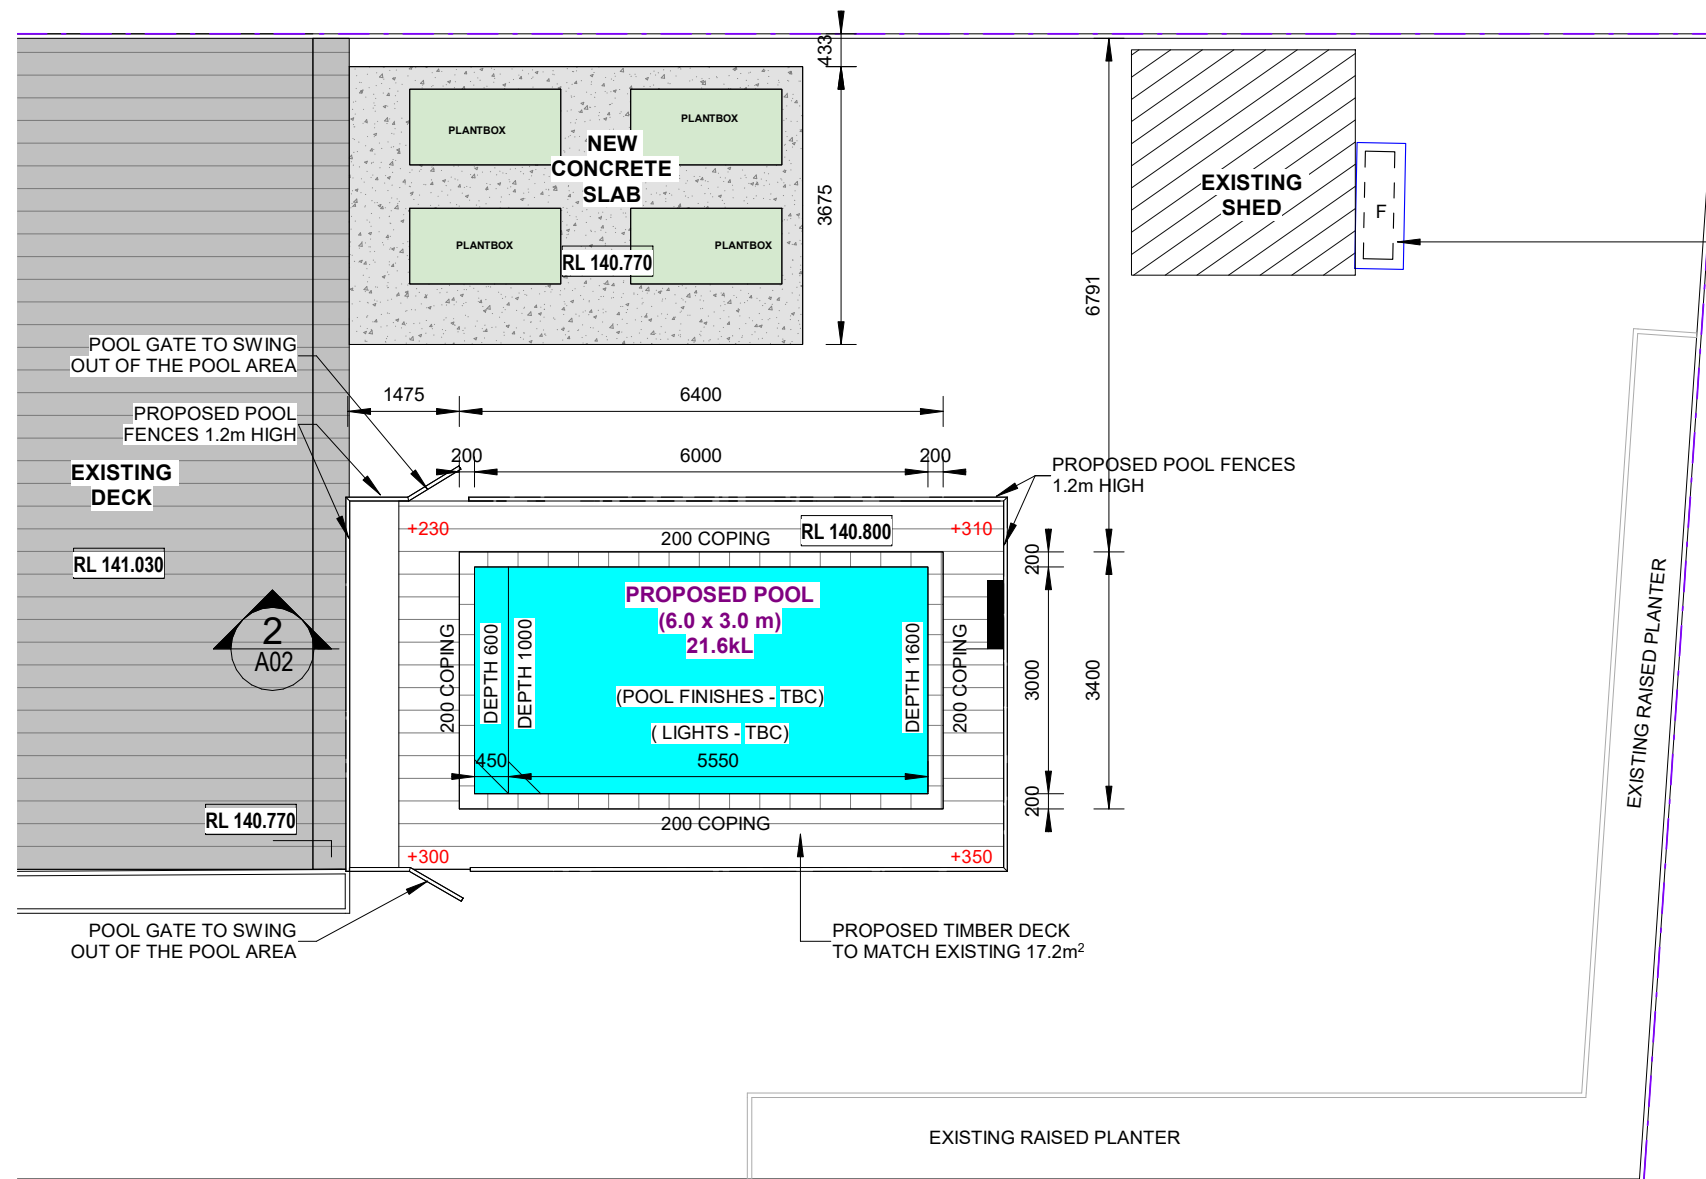 433
PLANTBOX
PLANTBOX
NEW
CONCRETE
SLAB
3675
EXISTING
SHED
F
PLANTBOX
PLANTBOX
RL 140.770
6791
POOL GATE TO SWING
OUT OF THE POOL AREA
1475
6400
PROPOSED POOL
FENCES 1.2m HIGH
200
6000
200
PROPOSED POOL FENCES
1.2m HIGH
EXISTING
DECK
+230
200 COPING
RL 140.800
+310
RL 141.030
200
PROPOSED POOL
(6.0 x 3.0 m)
21.6kL
2
A02
200 COPING
DEPTH 600
DEPTH 1000
DEPTH 1600
200 COPING
3000
3400
(POOL FINISHES - TBC)
( LIGHTS - TBC)
450
5550
EXISTING RAISED PLANTER
200
RL 140.770
200 COPING
+300
+350
POOL GATE TO SWING
OUT OF THE POOL AREA
PROPOSED TIMBER DECK
TO MATCH EXISTING 17.2m²
EXISTING RAISED PLANTER